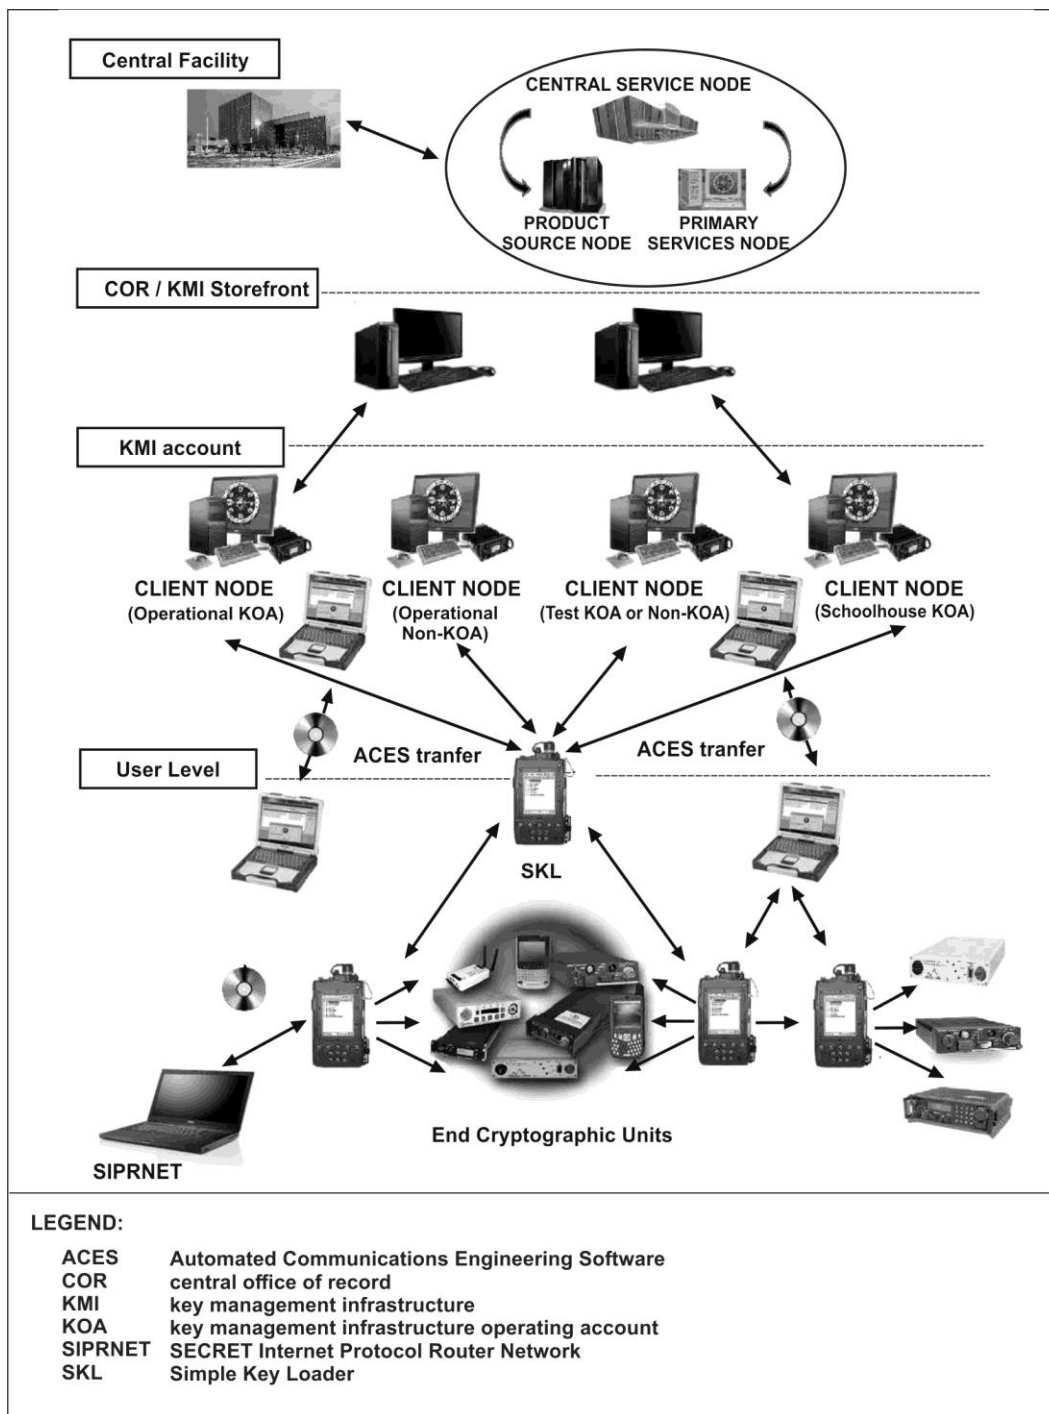 Central Facility
CENTRAL SERVICE NODE
PRODUCT
SOURCE NODE
PRIMARY
SERVICES NODE
COR / KMI Storefront
KMI account
CLIENT NODE
(Operational KOA)
CLIENT NODE
(Operational
Non-KOA)
CLIENT NODE
(Test KOA or Non-KOA)
CLIENT NODE
(Schoolhouse KOA)
ACES tranfer
ACES tranfer
User Level
SKL
End Cryptographic Units
SIPRNET
LEGEND:
ACES Automated Communications Engineering Software
COR central office of record
KMI key management infrastructure
KOA key management infrastructure operating account
SIPRNET SECRET Internet Protocol Router Network
SKL Simple Key Loader